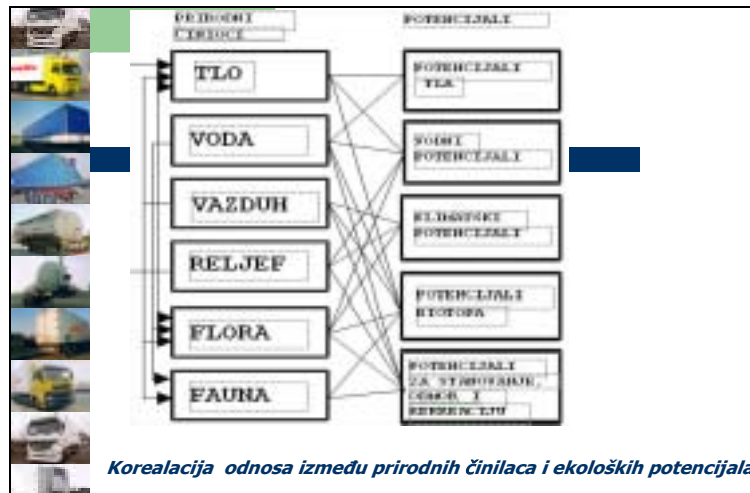 PRIRODNI
ČINIOCI
POTENCIJALI
TLO
VODA
VAZDUH
RELJEF
FLORA
FAUNA
POTENCIJALI
TLA
VODNI
POTENCIJALI
KLIMATSKI
POTENCIJALI
POTENCIJALI
BIOTOPA
POTENCIJALI
ZA STANOVANJE,
ODMOR I
REKREACIJU
Korealacija odnosa između prirodnih činilaca i ekoloških potencijala